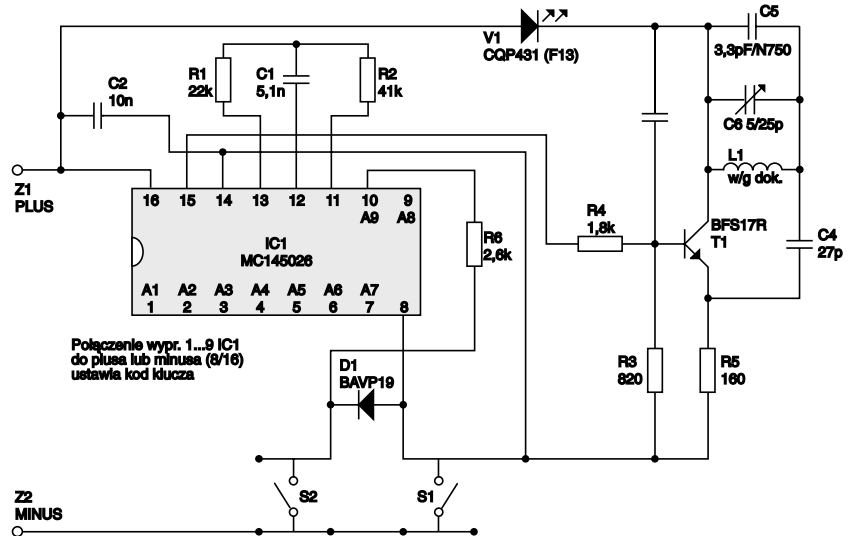 C5
3,3pF/N750
V1
CQP431 (F13)
C2
10n
R1
22k
C1
5,1n
R2
41k
C6 5/25p
L1
w/g dok.
Z1
PLUS
16 15 14 13 12 11 10 9
A9 A8
IC1
MC145026
A1 A2 A3 A4 A5 A6 A7
1 2 3 4 5 6 7 8
R6
2,6k
R4
1,8k
BFS17R
T1
C4
27p
Połączenie wypr. 1...9 IC1
do plusa lub minusa (8/16)
ustawia kod klucza
D1
BAVP19
R3
820
R5
160
S2
S1
Z2
MINUS